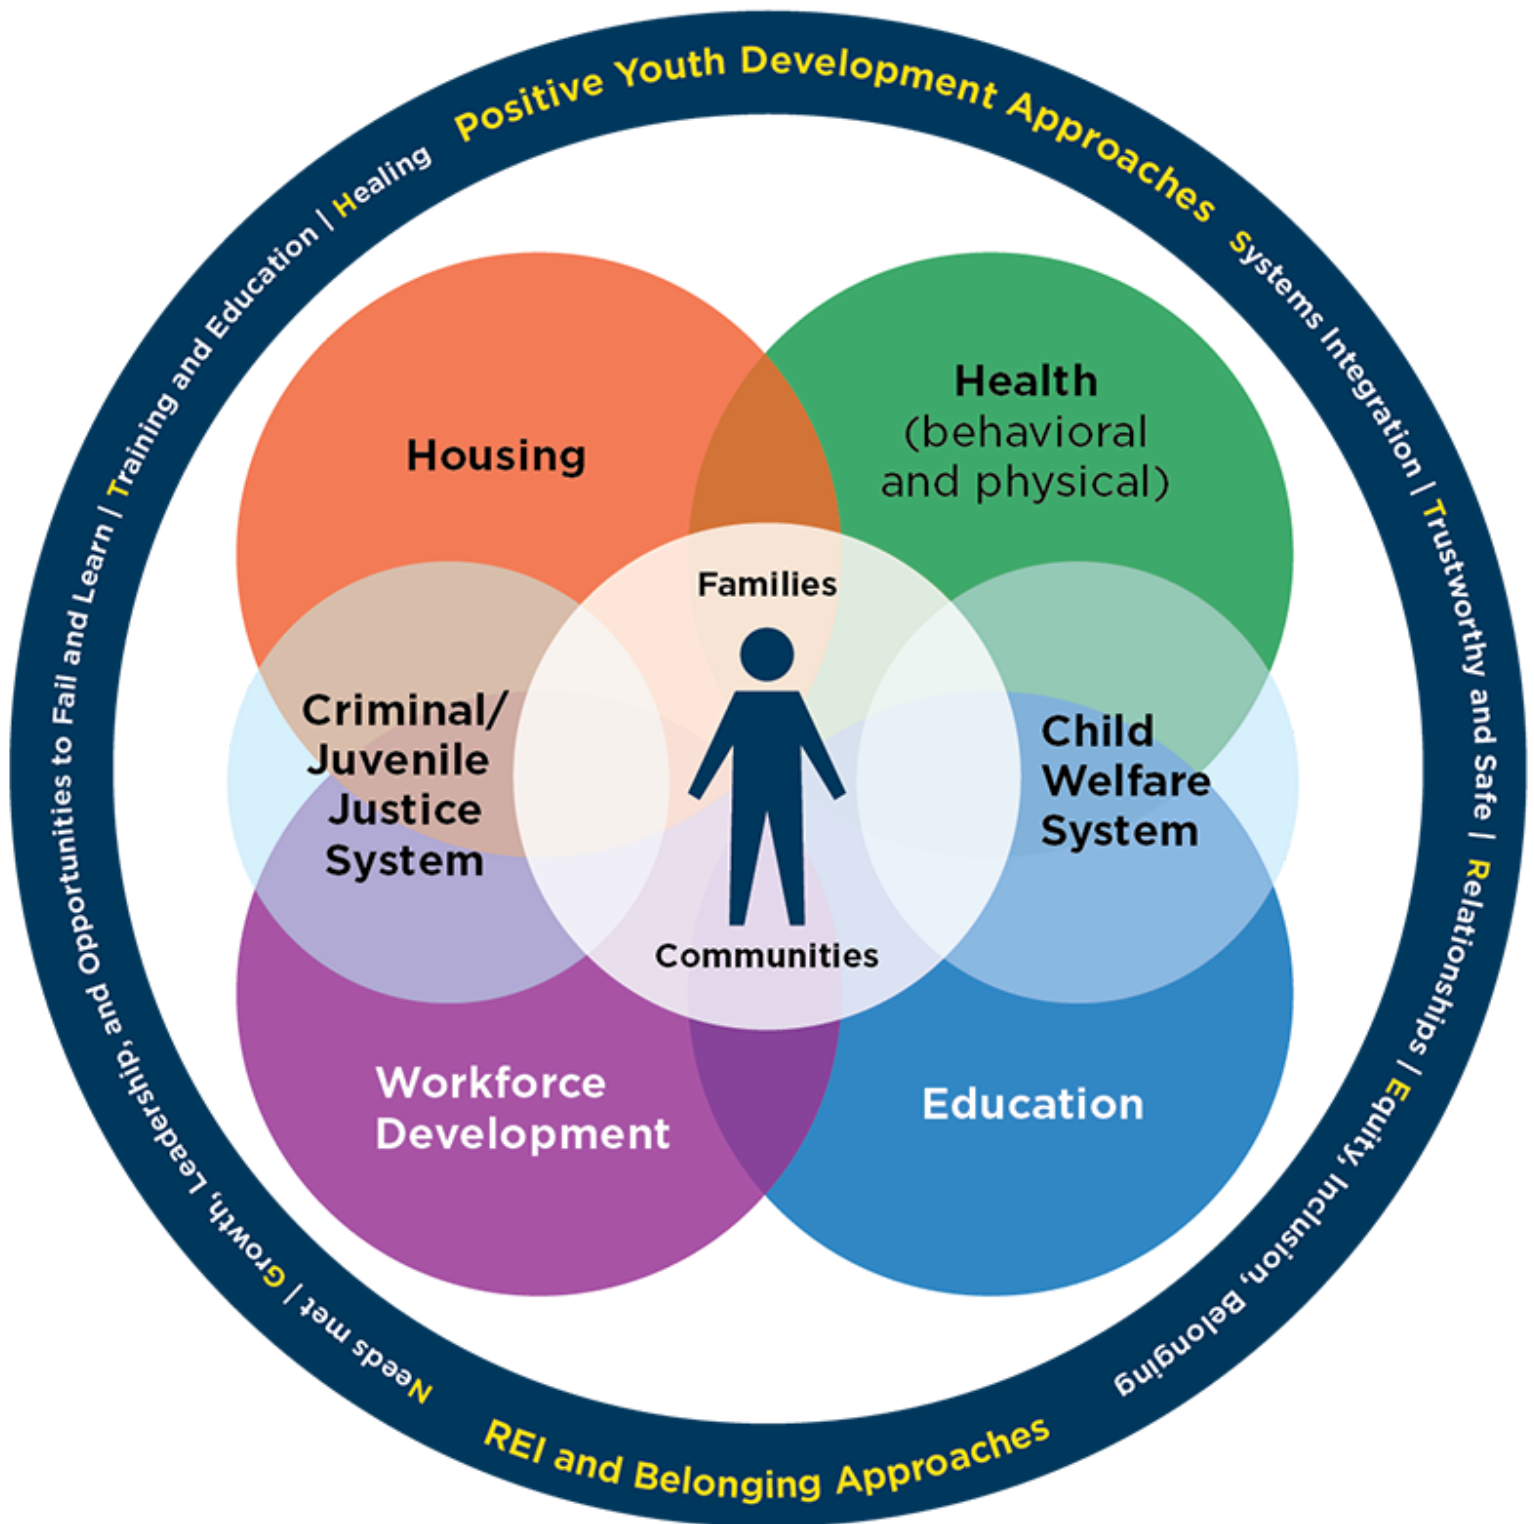 Positive Youth Development Approaches
Systems Integration | Trustworthy and Safe | Relationships | Equity, Inclusion, Belonging
REI and Belonging Approaches
Needs met | Growth, Leadership, and Opportunities to Fail and Learn | Training and Education | Healing
Housing
Health
(behavioral
and physical)
Families
Criminal/
Juvenile
Justice
System
Child
Welfare
System
Communities
Workforce
Development
Education